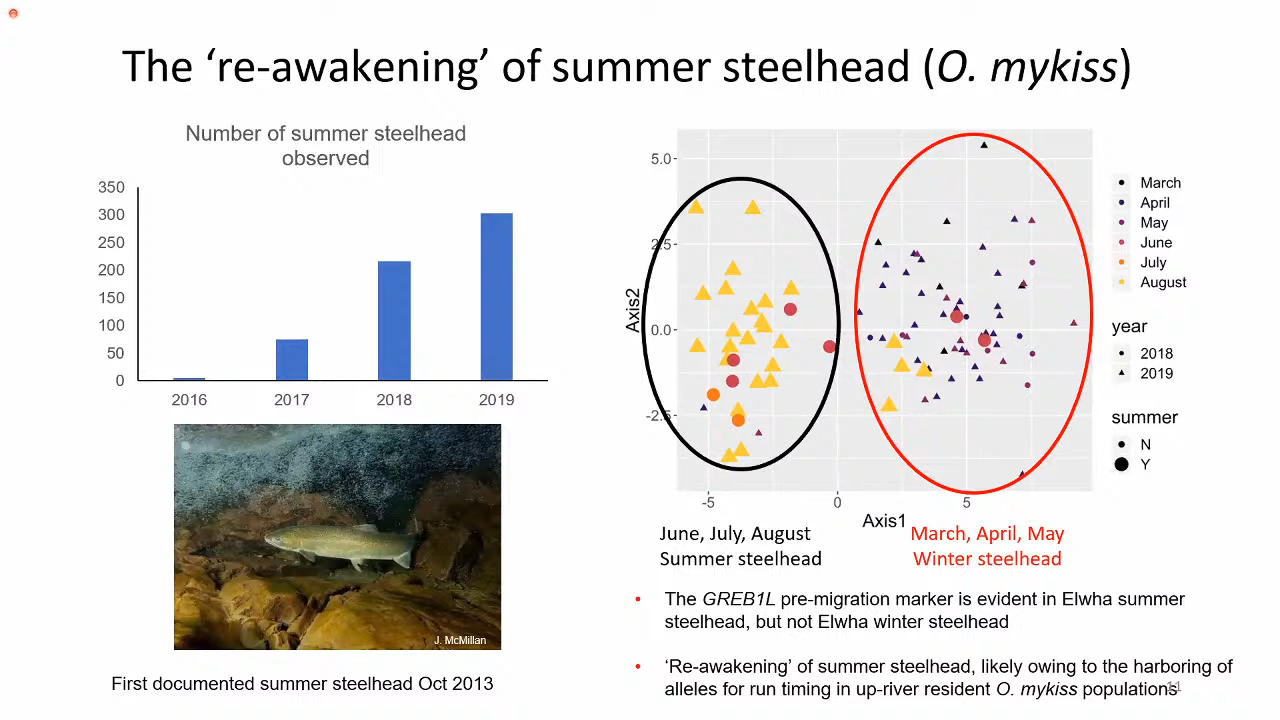 The ‘re-awakening’ of summer steelhead (O. mykiss)
Number of summer steelhead
observed
350
300
250
200
150
100
50
0
2016
2017
2018
2019
J. McMillan
First documented summer steelhead Oct 2013
Axis2
5.0
2.5
0.0
-2.5
-5
0
5
Axis1
March
April
May
June
July
August
year
2018
2019
summer
N
Y
June, July, August
Summer steelhead
March, April, May
Winter steelhead
• The GREB1L pre-migration marker is evident in Elwha summer
steelhead, but not Elwha winter steelhead
• ‘Re-awakening’ of summer steelhead, likely owing to the harboring of
alleles for run timing in up-river resident O. mykiss populations
11